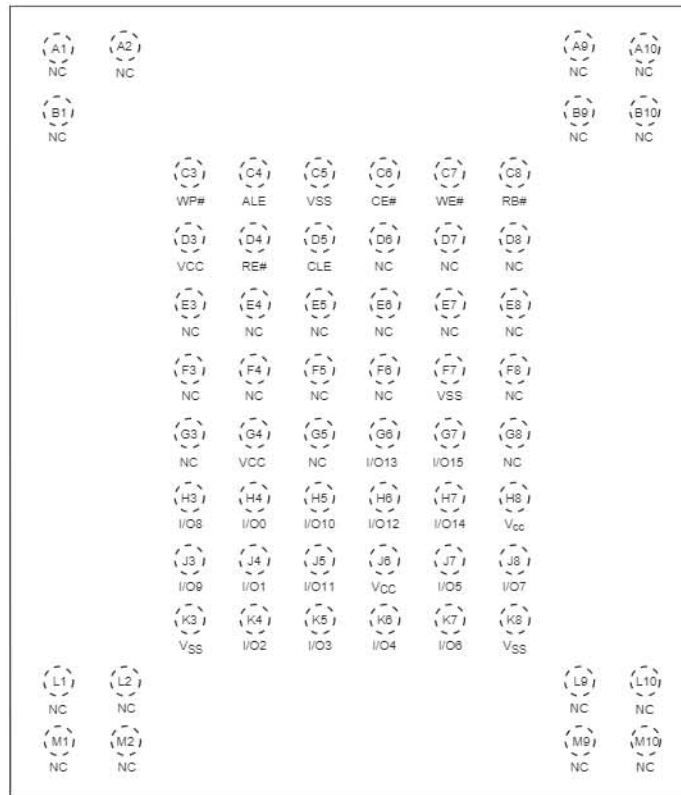 A1 A2 A9 A10
NC NC NC NC
B1 B9 B10
NC NC NC
C3 C4 C5 C6 C7 C8
WP# ALE VSS CE# WE# RB#
D3 D4 D5 D6 D7 D8
VCC RE# CLE NC NC NC
E3 E4 E5 E6 E7 E8
NC NC NC NC NC NC
F3 F4 F5 F6 F7 F8
NC NC NC NC VSS NC
G3 G4 G5 G6 G7 G8
NC VCC NC I/O13 I/O15 NC
H3 H4 H5 H6 H7 H8
I/O8 I/O0 I/O10 I/O12 I/O14 Vcc
J3 J4 J5 J6 J7 J8
I/O9 I/O1 I/O11 VCC I/O5 I/O7
K3 K4 K5 K6 K7 K8
VSS I/O2 I/O3 I/O4 I/O6 VSS
L1 L2 L9 L10
NC NC NC NC
M1 M2 M9 M10
NC NC NC NC